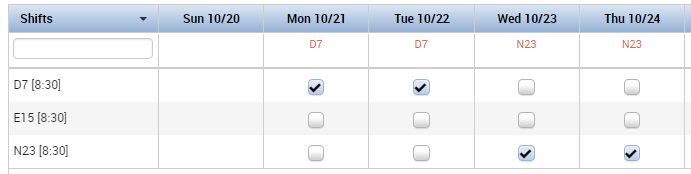 Shifts Sun 10/20 Mon 10/21 Tue 10/22 Wed 10/23 Thu 10/24
D7 D7 N23 N23
D7 [8:30]
E15 [8:30]
N23 [8:30]